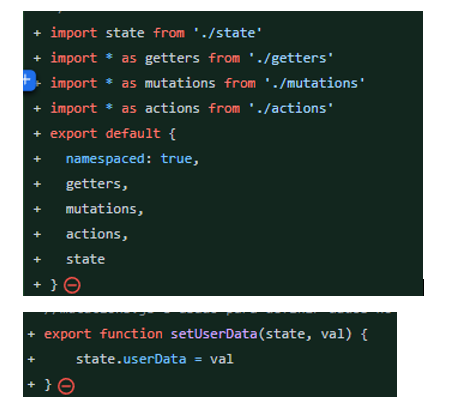 + import state from './state'
+ import * as getters from './getters'
+ import * as mutations from './mutations'
+ import * as actions from './actions'
+ export default {
+   namespaced: true,
+   getters,
+   mutations,
+   actions,
+   state
+ }
+ export function setUserData(state, val) {
+     state.userData = val
+ }